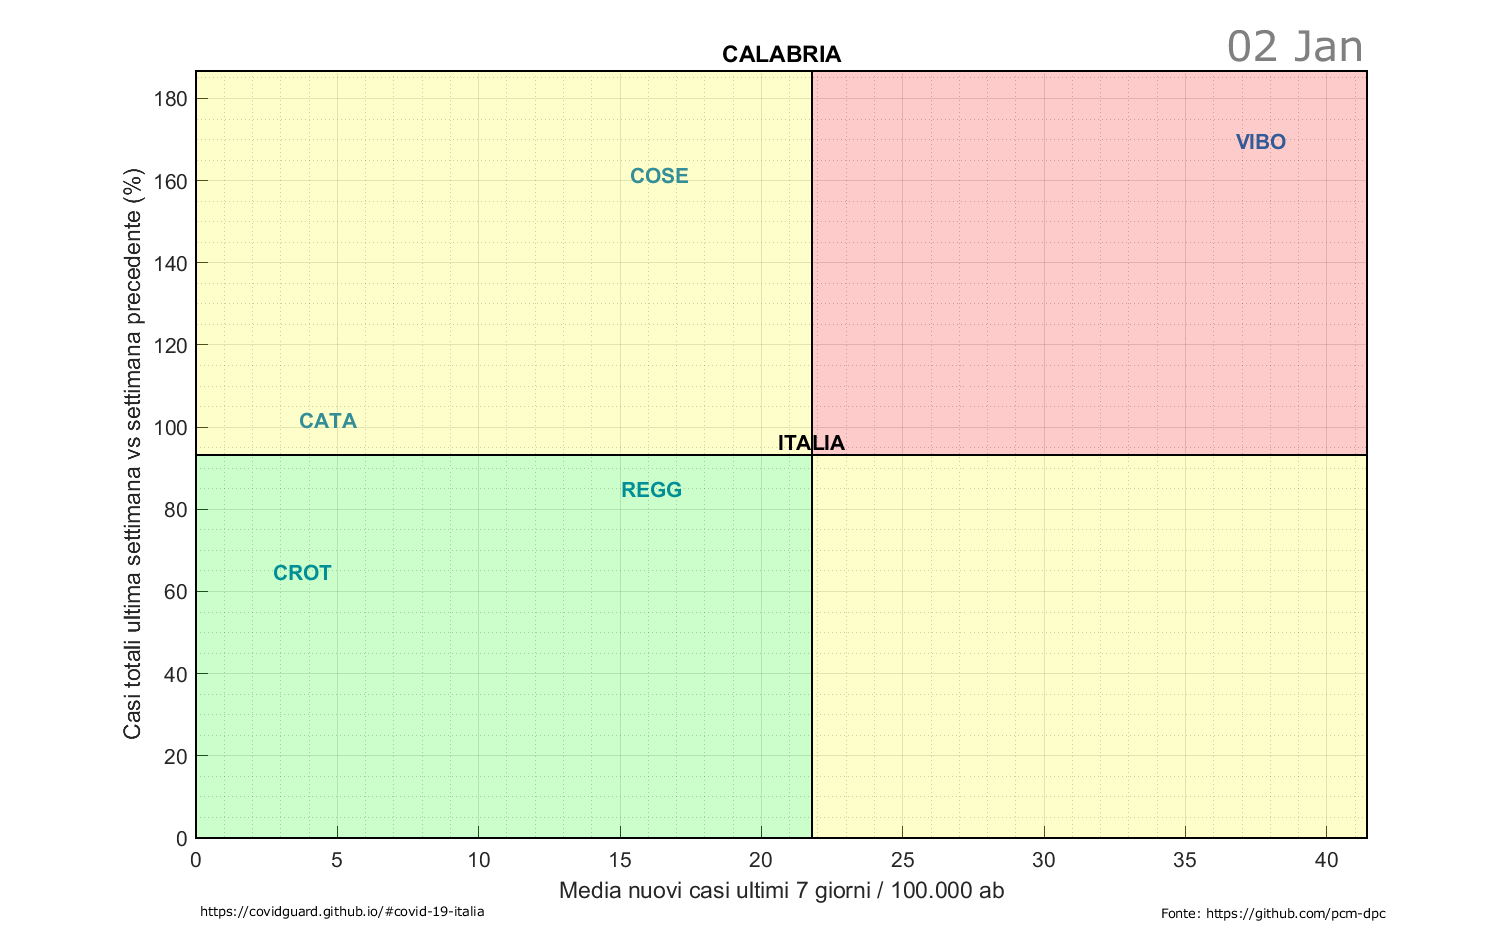 CALABRIA
02 Jan
Casi totali ultima settimana vs settimana precedente (%)
180
160
140
120
100
80
60
40
20
0
VIBO
COSE
CATA
ITALIA
REGG
CROT
0 5 10 15 20 25 30 35 40
Media nuovi casi ultimi 7 giorni / 100.000 ab
https://covidguard.github.io/#covid-19-italia
Fonte: https://github.com/pcm-dpc